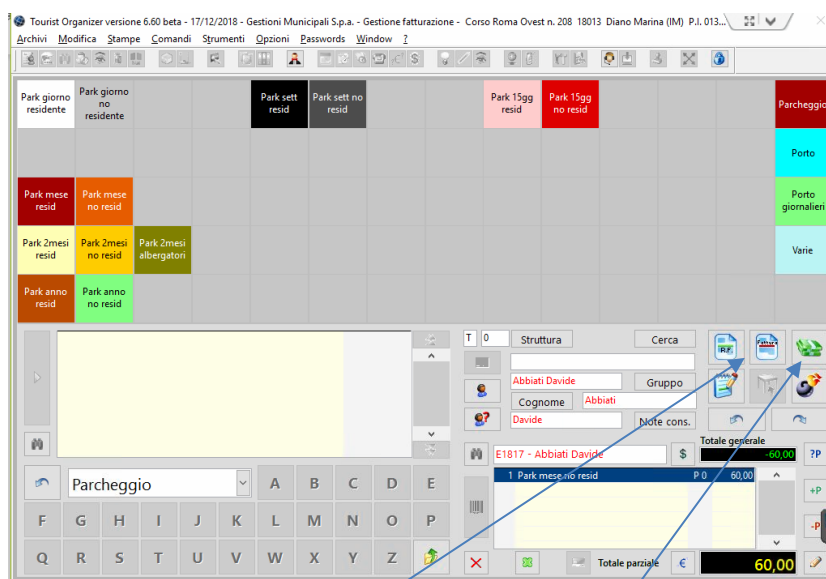 Tourist Organizer versione 6.60 beta - 17/12/2018 - Gestioni Municipali S.p.a. - Gestione fatturazione - Corso Roma Ovest n. 208 18013 Diano Marina (IM) P.I. 013...
Archivi Modifica Stampe Comandi Strumenti Opzioni Passwords Window ?
Park giorno
residente
Park giorno
no
residente
Park sett
resid
Park sett no
resid
Park 15gg
resid
Park 15gg
no resid
Parcheggio
Porto
Park mese
resid
Park mese
no resid
Porto
giornalieri
Park 2mesi
resid
Park 2mesi
no resid
Park 2mesi
albergatori
Varie
Park anno
resid
Park anno
no resid
T 0 Struttura Cerca
Abbiati Davide Gruppo
Cognome Abbiati
Davide Note cons.
Totale generale
E1817 - Abbiati Davide $ -60,00 ?P
1 Park mese no resid P 0 60,00
+P
-P
Parcheggio A B C D E
F G H I J K L M N O P
Q R S T U V W X Y Z
Totale parziale € 60,00